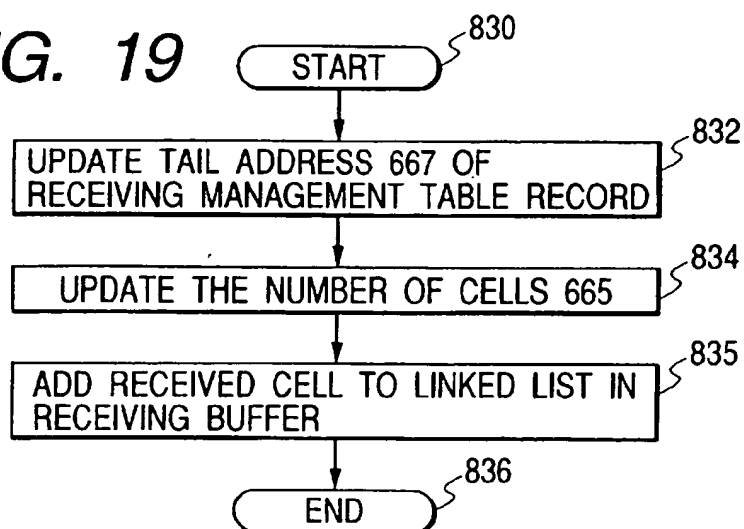 G. 19
830
START
832
UPDATE TAIL ADDRESS 667 OF
RECEIVING MANAGEMENT TABLE RECORD
834
UPDATE THE NUMBER OF CELLS 665
835
ADD RECEIVED CELL TO LINKED LIST IN
RECEIVING BUFFER
836
END